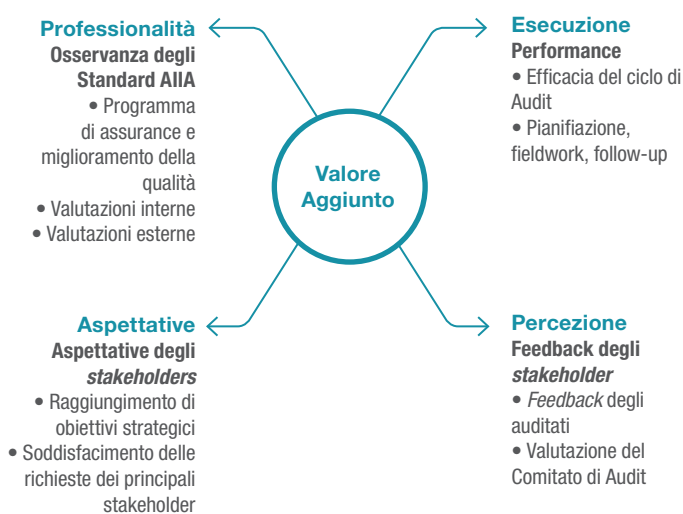 Professionalità
Osservanza degli
Standard AIIA
• Programma
di assurance e
miglioramento della
qualità
• Valutazioni interne
• Valutazioni esterne
Esecuzione
Performance
• Efficacia del ciclo di
Audit
• Pianifiazione,
fieldwork, follow-up
Valore
Aggiunto
Aspettative
Aspettative degli
stakeholders
• Raggiungimento di
obiettivi strategici
• Soddisfacimento delle
richieste dei principali
stakeholder
Percezione
Feedback degli
stakeholder
• Feedback degli
auditati
• Valutazione del
Comitato di Audit